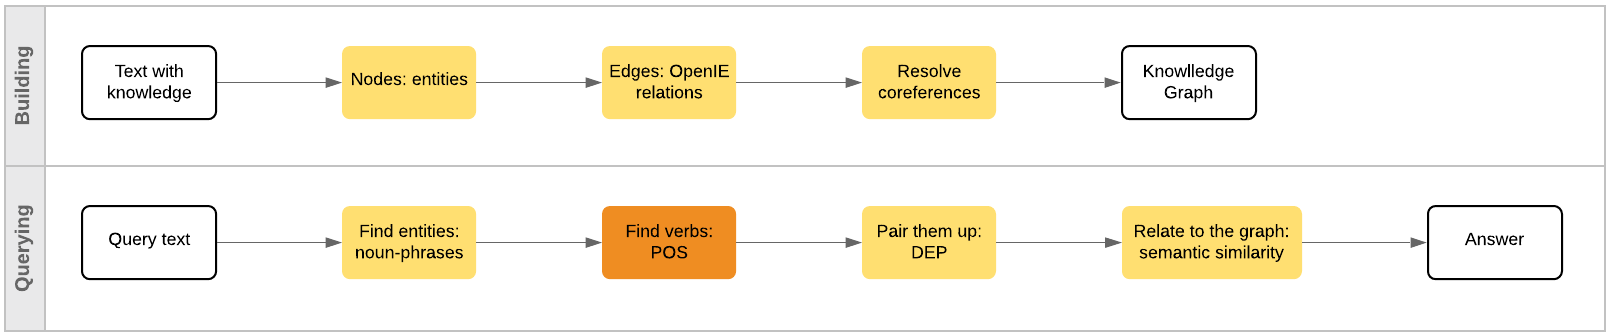 Building
Text with
knowledge
Nodes: entities
Edges: OpenIE
relations
Resolve
coreferences
Knowlledge
Graph
Querying
Query text
Find entities:
noun-phrases
Find verbs:
POS
Pair them up:
DEP
Relate to the graph:
semantic similarity
Answer